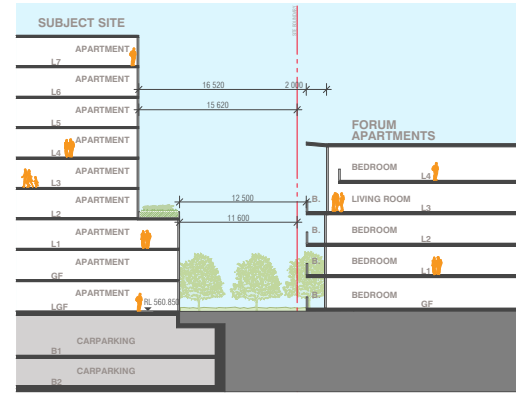 SUBJECT SITE
APARTMENT
L7
APARTMENT
L6
16 520
2 000
15 620
APARTMENT
L5
FORUM
APARTMENTS
APARTMENT
L4
BEDROOM
L4
APARTMENT
L3
APARTMENT
L2
12 500
B.
LIVING ROOM
L3
11 600
APARTMENT
L1
B.
BEDROOM
L2
APARTMENT
GF
B.
BEDROOM
L1
APARTMENT
LGF
RL 560.850
B.
BEDROOM
GF
CARPARKING
B1
CARPARKING
B2